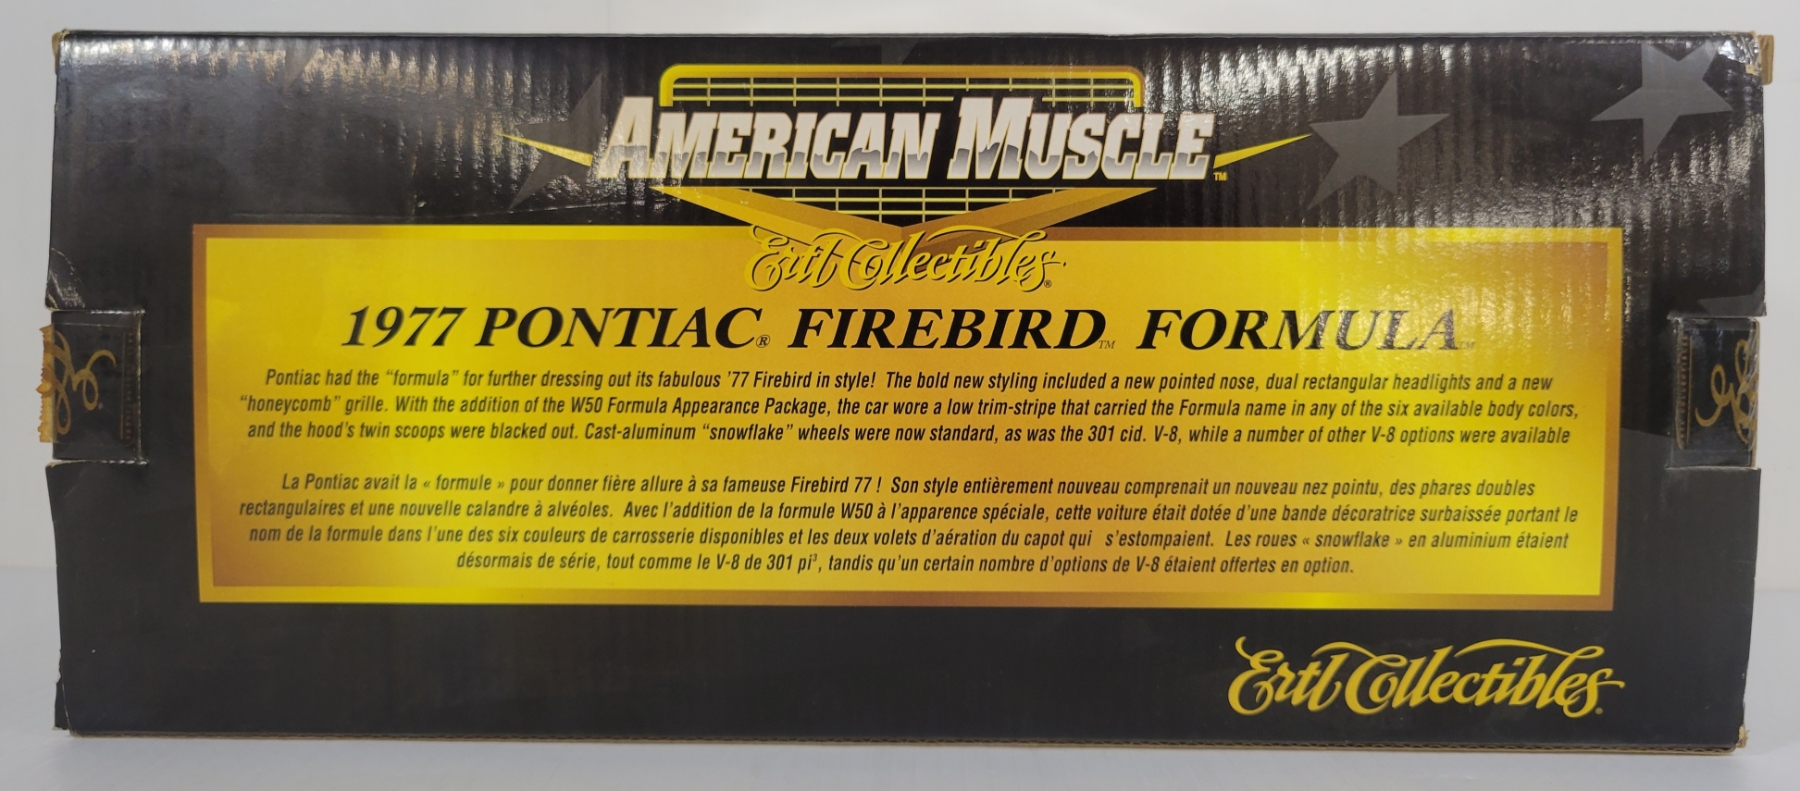 AMERICAN MUSCLE™
Ertl Collectibles®
1977 PONTIAC® FIREBIRD™ FORMULA™
Pontiac had the “formula” for further dressing out its fabulous ’77 Firebird in style! The bold new styling included a new pointed nose, dual rectangular headlights and a new
“honeycomb” grille. With the addition of the W50 Formula Appearance Package, the car wore a low trim-stripe that carried the Formula name in any of the six available body colors,
and the hood’s twin scoops were blacked out. Cast-aluminum “snowflake” wheels were now standard, as was the 301 cid. V-8, while a number of other V-8 options were available
La Pontiac avait la « formule » pour donner fière allure à sa fameuse Firebird 77 ! Son style entièrement nouveau comprenait un nouveau nez pointu, des phares doubles
rectangulaires et une nouvelle calandre à alvéoles. Avec l’addition de la formule W50 à l’apparence spéciale, cette voiture était dotée d’une bande décoratrice surbaissée portant le
nom de la formule dans l’une des six couleurs de carrosserie disponibles et les deux volets d’aération du capot qui s’estompaient. Les roues « snowflake » en aluminium étaient
désormais de série, tout comme le V-8 de 301 pi³, tandis qu’un certain nombre d’options de V-8 étaient offertes en option.
Ertl Collectibles®